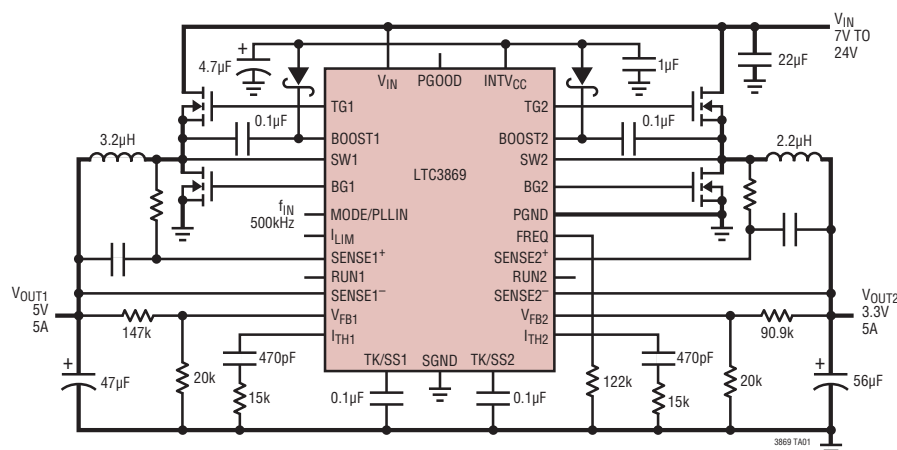 V_IN
7V TO
24V
22µF
4.7µF
+
1µF
V_IN
PGOOD
INTV_CC
TG1
TG2
0.1µF
0.1µF
3.2µH
2.2µH
BOOST1
BOOST2
SW1
SW2
LTC3869
BG1
BG2
f_IN
500kHz
MODE/PLLIN
PGND
I_LIM
FREQ
SENSE1+
SENSE2+
RUN1
RUN2
SENSE1–
SENSE2–
V_OUT1
5V
5A
V_OUT2
3.3V
5A
147k
V_FB1
V_FB2
90.9k
I_TH1
I_TH2
TK/SS1
SGND
TK/SS2
470pF
470pF
+
47µF
20k
15k
0.1µF
0.1µF
122k
15k
20k
+
56µF
3869 TA01